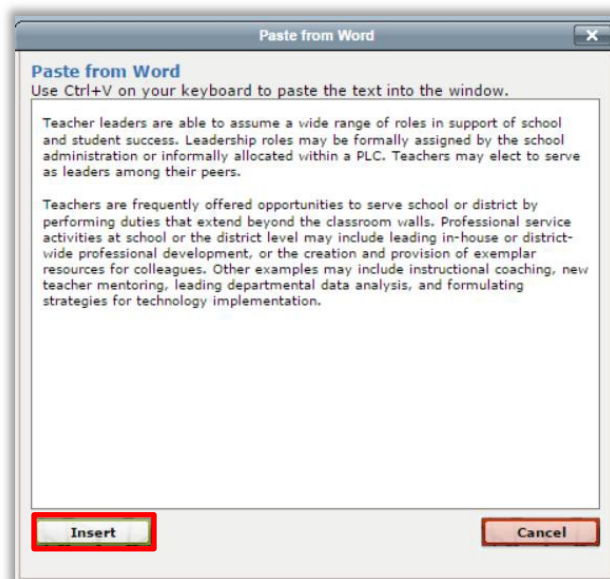 Paste from Word
Paste from Word
Use Ctrl+V on your keyboard to paste the text into the window.
Teacher leaders are able to assume a wide range of roles in support of school
and student success. Leadership roles may be formally assigned by the school
administration or informally allocated within a PLC. Teachers may elect to serve
as leaders among their peers.
Teachers are frequently offered opportunities to serve school or district by
performing duties that extend beyond the classroom walls. Professional service
activities at school or the district level may include leading in-house or district-
wide professional development, or the creation and provision of exemplar
resources for colleagues. Other examples may include instructional coaching, new
teacher mentoring, leading departmental data analysis, and formulating
strategies for technology implementation.
Insert
Cancel